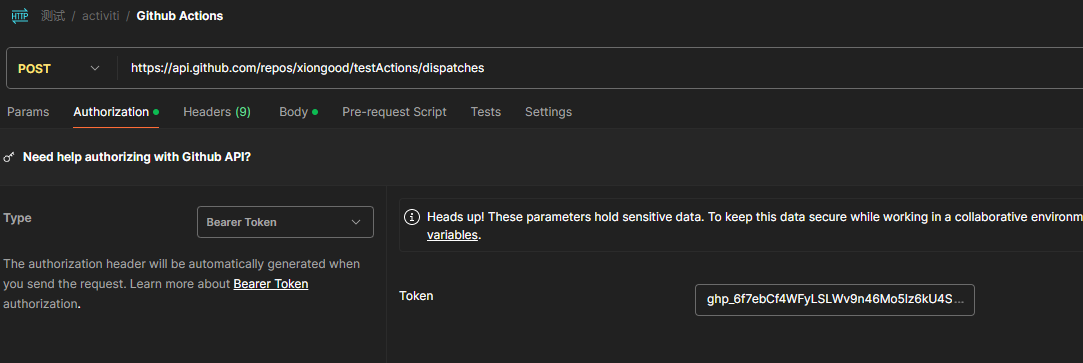 HTTP 测试 / activiti / Github Actions
POST https://api.github.com/repos/xiongood/testActions/dispatches
Params Authorization Headers (9) Body Pre-request Script Tests Settings
Need help authorizing with Github API?
Type Bearer Token
Heads up! These parameters hold sensitive data. To keep this data secure while working in a collaborative environm
variables.
The authorization header will be automatically generated when
you send the request. Learn more about Bearer Token
authorization.
Token ghp_6f7ebCf4WFyLSLWv9n46Mo5lz6kU4S...